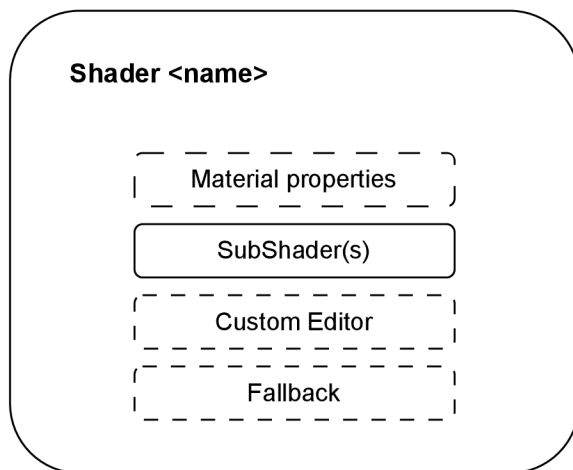 Shader <name>
Material properties
SubShader(s)
Custom Editor
Fallback